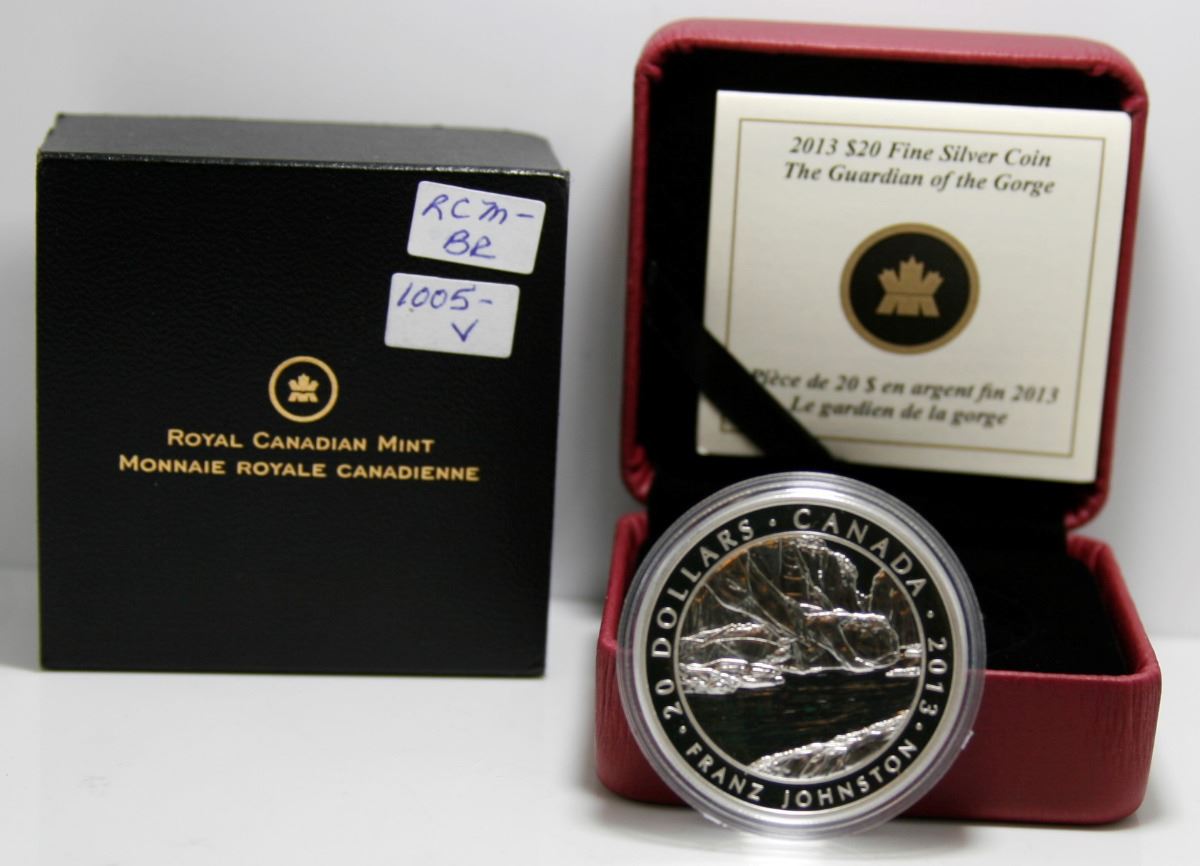 RCM-
BR
1005-
V
ROYAL CANADIAN MINT
MONNAIE ROYALE CANADIENNE
2013 $20 Fine Silver Coin
The Guardian of the Gorge
Pièce de 20 $ en argent fin 2013
Le gardien de la gorge
20 DOLLARS • CANADA • 2013 •
FRANZ JOHNSTON